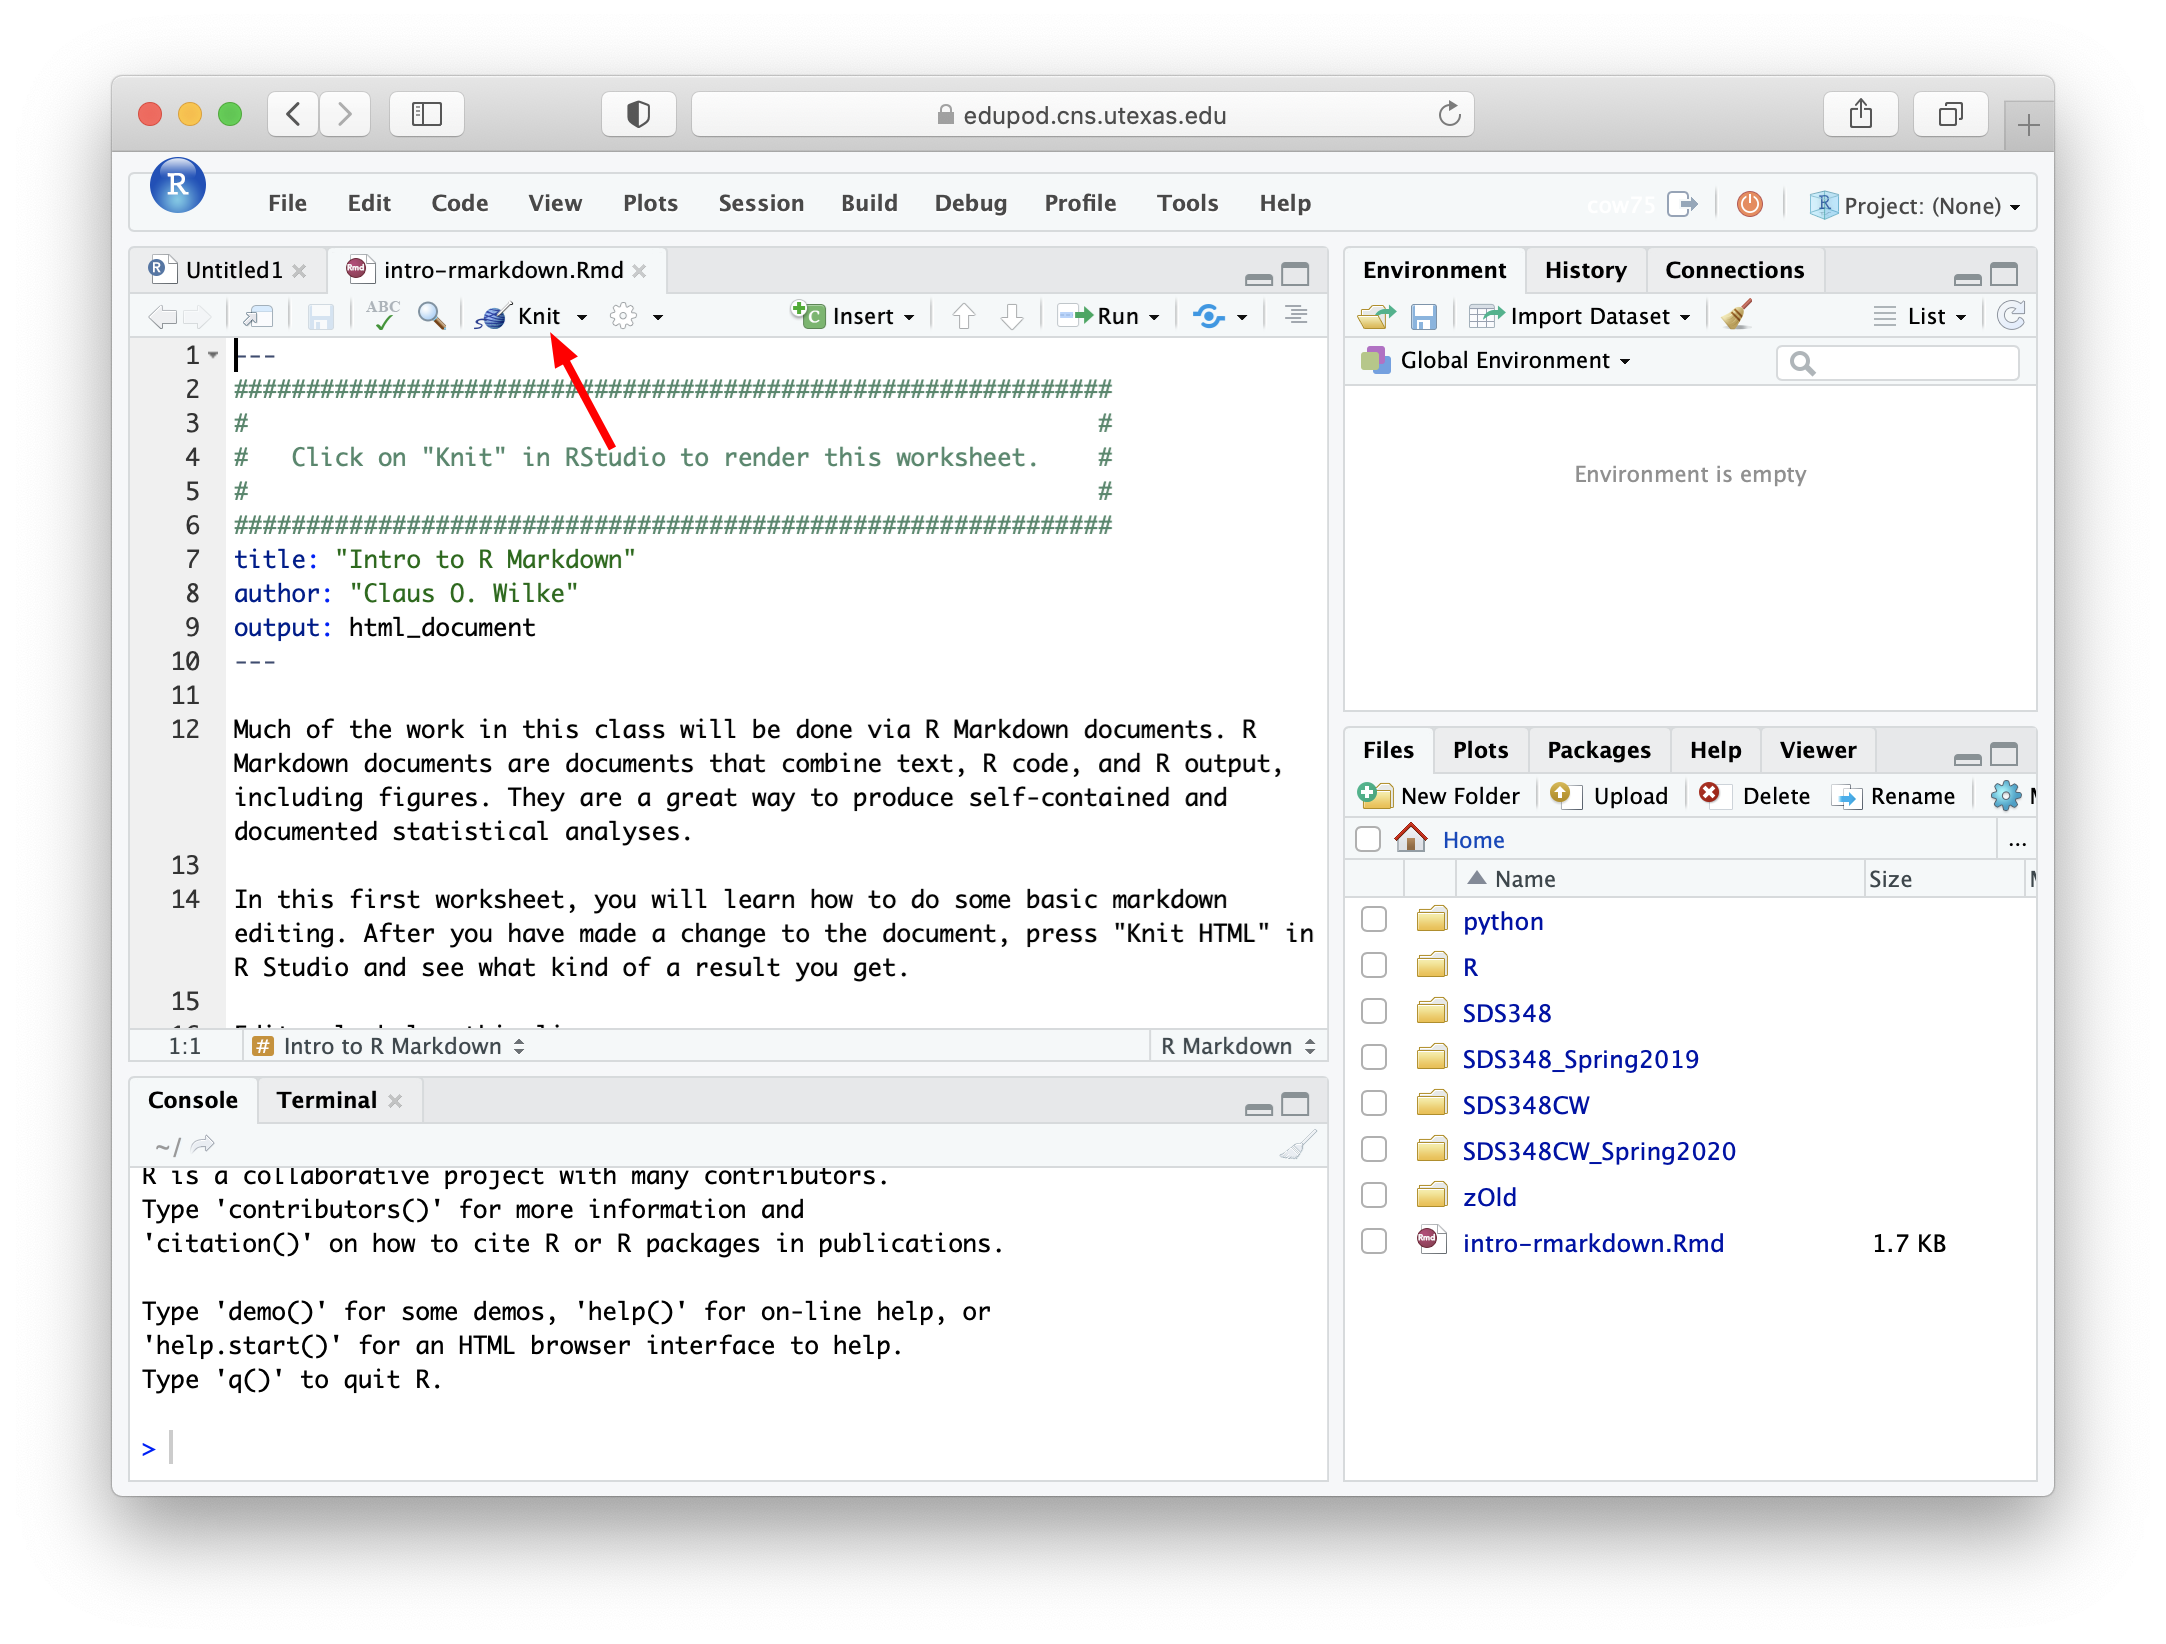 edupod.cns.utexas.edu
R
File Edit Code View Plots Session Build Debug Profile Tools Help
cow75
Project: (None)
Untitled1
intro-rmarkdown.Rmd
ABC
Knit
Insert
Run
1 ---
2 #############################################################
3 #                                                           #
4 #   Click on "Knit" in RStudio to render this worksheet.    #
5 #                                                           #
6 #############################################################
7 title: "Intro to R Markdown"
8 author: "Claus O. Wilke"
9 output: html_document
10 ---
11
12 Much of the work in this class will be done via R Markdown documents. R
Markdown documents are documents that combine text, R code, and R output,
including figures. They are a great way to produce self-contained and
documented statistical analyses.
13
14 In this first worksheet, you will learn how to do some basic markdown
editing. After you have made a change to the document, press "Knit HTML" in
R Studio and see what kind of a result you get.
15
1:1 # Intro to R Markdown R Markdown
Console Terminal
~/
R is a collaborative project with many contributors.
Type 'contributors()' for more information and
'citation()' on how to cite R or R packages in publications.
Type 'demo()' for some demos, 'help()' for on-line help, or
'help.start()' for an HTML browser interface to help.
Type 'q()' to quit R.
>
Environment History Connections
Import Dataset List
Global Environment
Environment is empty
Files Plots Packages Help Viewer
New Folder Upload Delete Rename
Home ...
Name Size
python
R
SDS348
SDS348_Spring2019
SDS348CW
SDS348CW_Spring2020
zOld
intro-rmarkdown.Rmd 1.7 KB